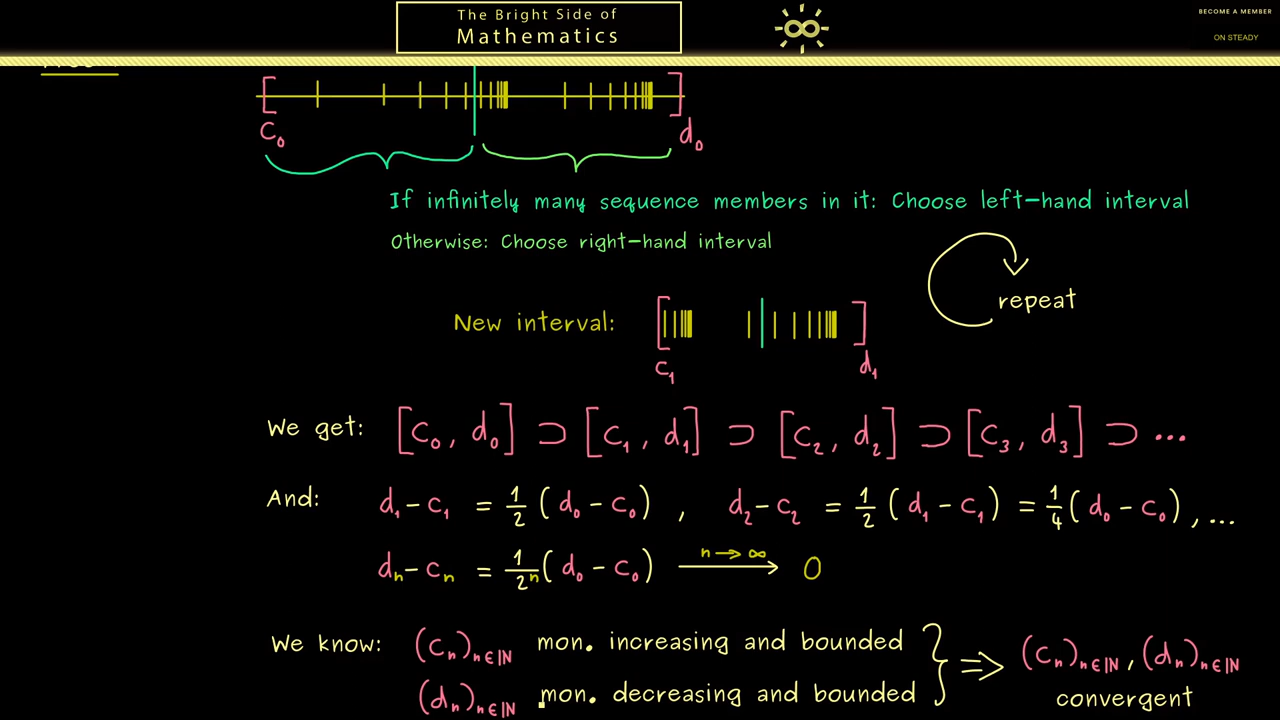 The Bright Side of
Mathematics
BECOME A MEMBER
ON STEADY
[ ]
c₀ d₀
If infinitely many sequence members in it: Choose left-hand interval
Otherwise: Choose right-hand interval
repeat
New interval: [ ]
c₁ d₁
We get: [c₀, d₀] ⊃ [c₁, d₁] ⊃ [c₂, d₂] ⊃ [c₃, d₃] ⊃ ...
And: d₁ - c₁ = 1/2 (d₀ - c₀) , d₂ - c₂ = 1/2 (d₁ - c₁) = 1/4 (d₀ - c₀) , ...
dₙ - cₙ = 1/2ⁿ (d₀ - c₀) n→∞ ⟶ 0
We know: (cₙ)ₙ∈ℕ mon. increasing and bounded } ⟹ (cₙ)ₙ∈ℕ , (dₙ)ₙ∈ℕ
(dₙ)ₙ∈ℕ mon. decreasing and bounded convergent